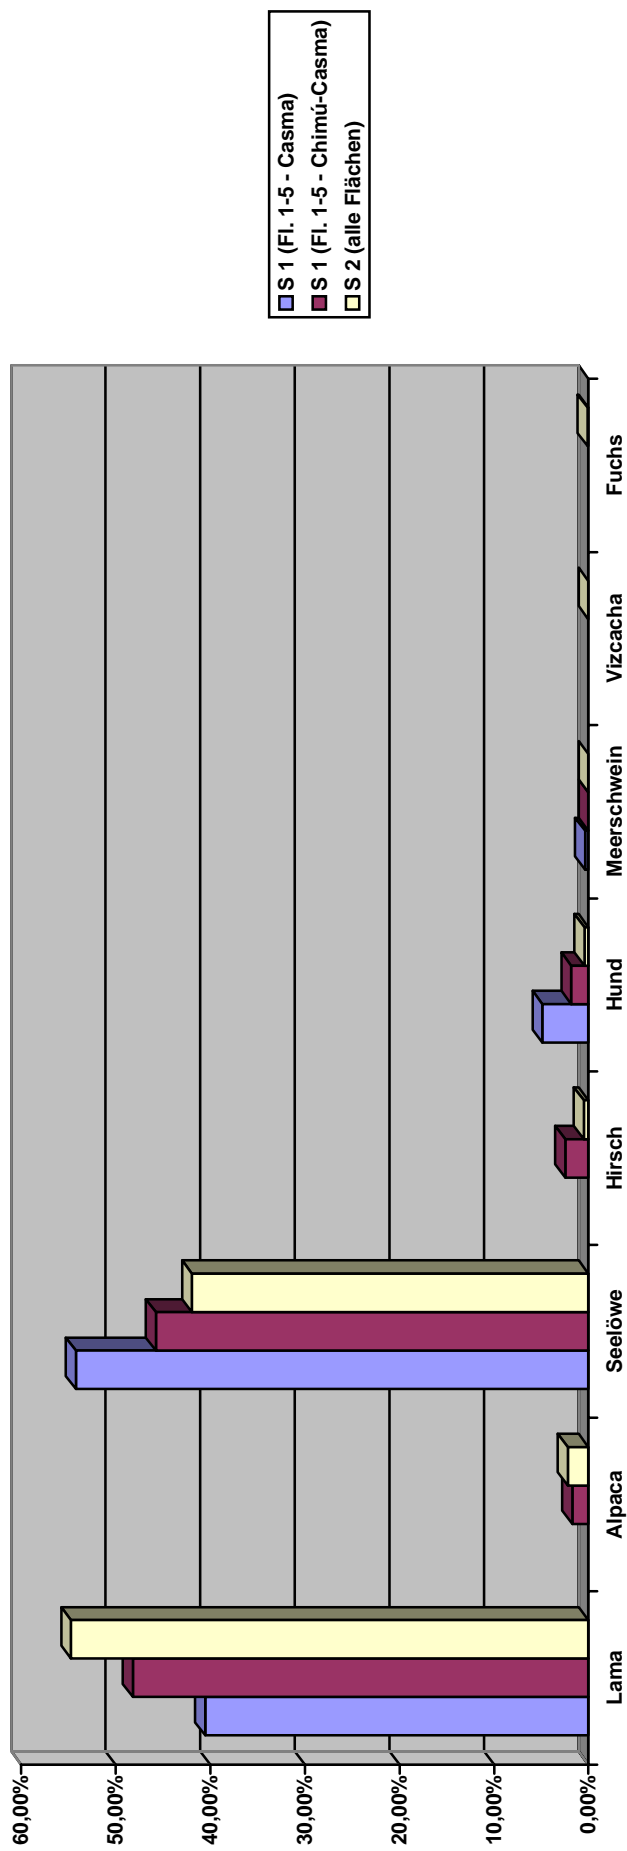 60,00%
50,00%
40,00%
30,00%
20,00%
10,00%
0,00%
Lama
Alpaca
Seelöwe
Hirsch
Hund
Meerschwein
Vizcacha
Fuchs
S 1 (Fl. 1-5 - Casma)
S 1 (Fl. 1-5 - Chimú-Casma)
S 2 (alle Flächen)